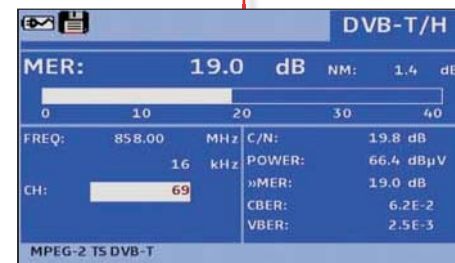 DVB-T/H
MER: 19.0 dB NM: 1.4 dB
0 10 20 30 40
FREQ: 858.00 MHz C/N: 19.8 dB
16 kHz POWER: 66.4 dBµV
CH: 69 »MER: 19.0 dB
CBER: 6.2E-2
VBER: 2.5E-3
MPEG-2 TS DVB-T